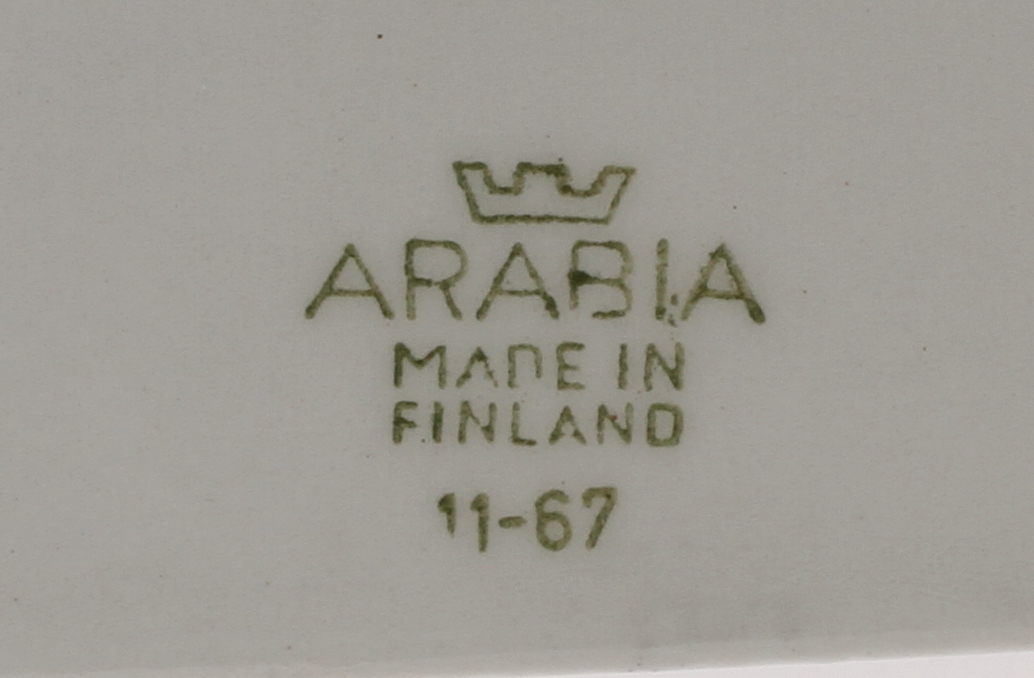 ARABIA
MADE IN
FINLAND
11-67